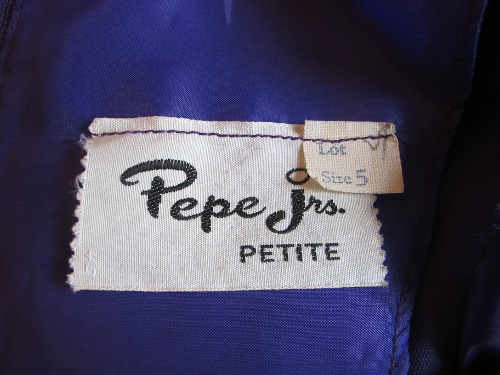 Lot
Size 5
Pepe Jrs.
PETITE